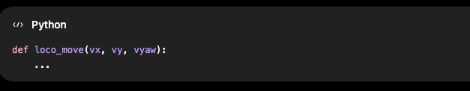 </> Python
def loco_move(vx, vy, vyaw):
    ...